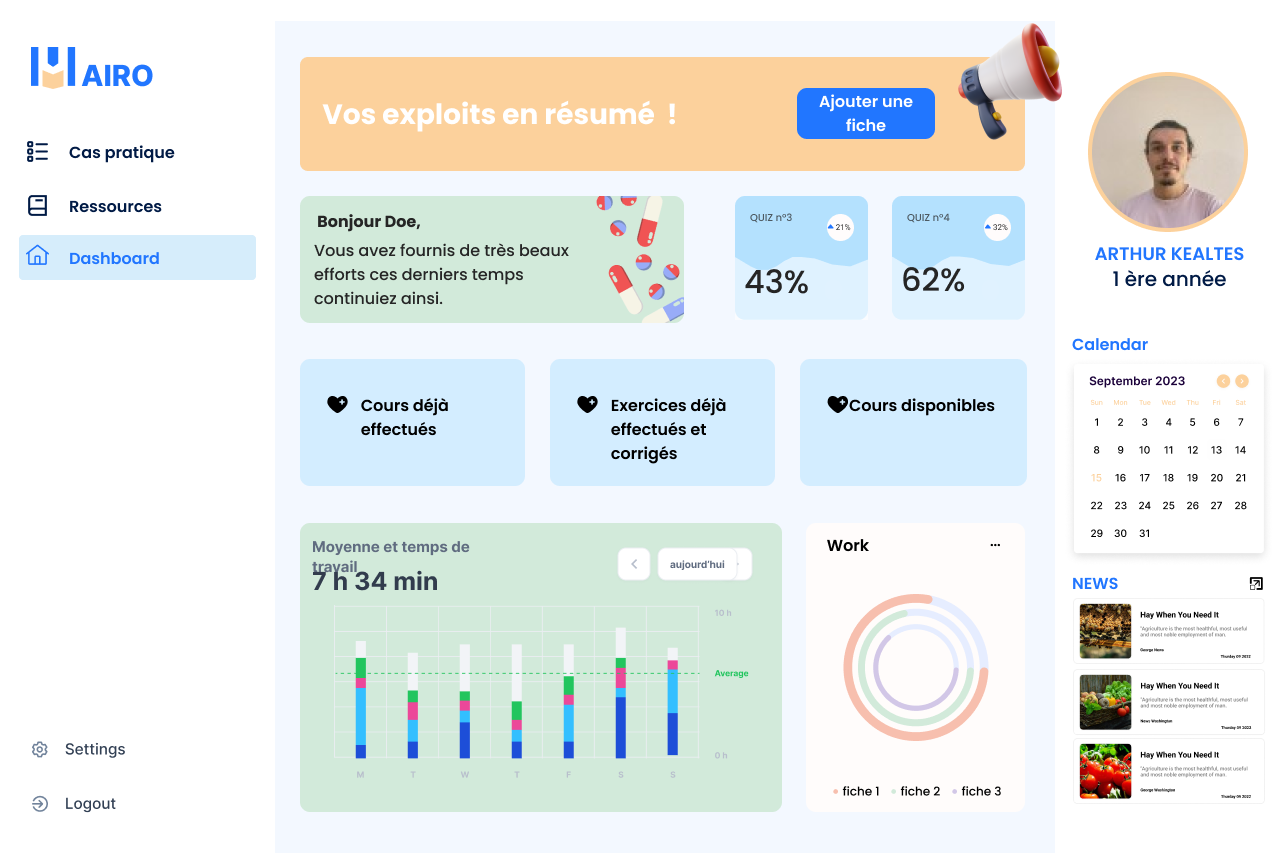 AIRO
Cas pratique
Ressources
Dashboard
Settings
Logout
Vos exploits en résumé !
Ajouter une
fiche
Bonjour Doe,
Vous avez fournis de très beaux
efforts ces derniers temps
continuiez ainsi.
QUIZ n°3
21%
43%
QUIZ n°4
32%
62%
Cours déjà
effectués
Exercices déjà
effectués et
corrigés
Cours disponibles
Moyenne et temps de
travail
7 h 34 min
aujourd'hui
10 h
Average
0 h
M T W T F S S
Work
fiche 1 fiche 2 fiche 3
ARTHUR KEALTES
1 ère année
Calendar
September 2023
Sun Mon Tue Wed Thu Fri Sat
1 2 3 4 5 6 7
8 9 10 11 12 13 14
15 16 17 18 19 20 21
22 23 24 25 26 27 28
29 30 31
NEWS
Hay When You Need It
"Agriculture is the most healthful, most useful
and most noble employment of man.
George News
Thursday 09 2022
Hay When You Need It
"Agriculture is the most healthful, most useful
and most noble employment of man.
News Washington
Thursday 09 2022
Hay When You Need It
"Agriculture is the most healthful, most useful
and most noble employment of man.
George Washington
Thursday 09 2022